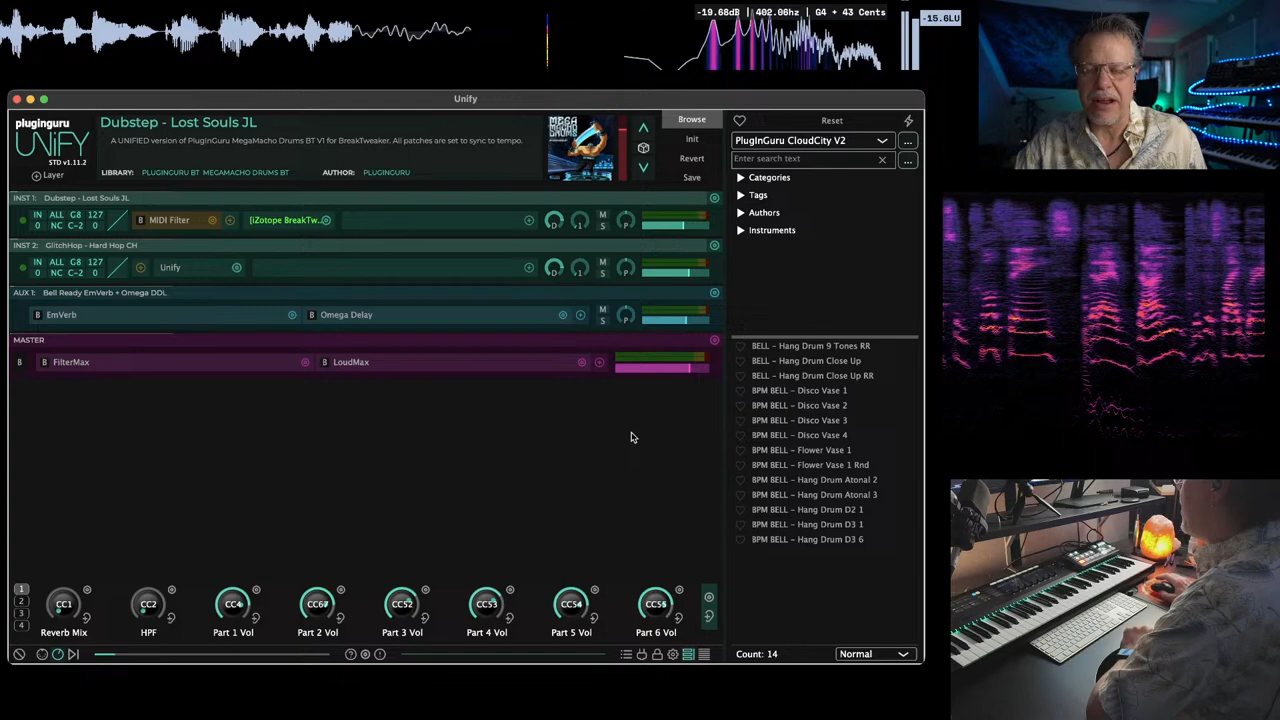 -19.68dB | 402.06hz | G4 + 43 Cents
-15.6LU
Unify
pluginguru
UNIFY
STD v1.11.2
Layer
Dubstep - Lost Souls JL
A UNIFIED version of PlugInGuru MegaMacho Drums BT V1 for BreakTweaker. All patches are set to sync to tempo.
LIBRARY: PLUGINGURU BT MEGAMACHO DRUMS BT AUTHOR: PLUGINGURU
MEGA MACHO DRUMS
Browse
Init
Revert
Save
Reset
PlugInGuru CloudCity V2
...
Enter search text
...
Categories
Tags
Authors
Instruments
INST 1: Dubstep - Lost Souls JL
IN ALL G8 127
0 NC C-2 0
B MIDI Filter
[iZotope BreakTw...
D
1
M
S
P
INST 2: GlitchHop - Hard Hop CH
IN ALL G8 127
0 NC C-2 0
Unify
D
1
M
S
P
AUX 1: Bell Ready EmVerb + Omega DDL
B EmVerb
B Omega Delay
M
S
P
MASTER
B
B FilterMax
B LoudMax
BELL - Hang Drum 9 Tones RR
BELL - Hang Drum Close Up
BELL - Hang Drum Close Up RR
BPM BELL - Disco Vase 1
BPM BELL - Disco Vase 2
BPM BELL - Disco Vase 3
BPM BELL - Disco Vase 4
BPM BELL - Flower Vase 1
BPM BELL - Flower Vase 1 Rnd
BPM BELL - Hang Drum Atonal 2
BPM BELL - Hang Drum Atonal 3
BPM BELL - Hang Drum D2 1
BPM BELL - Hang Drum D3 1
BPM BELL - Hang Drum D3 6
1
2
3
4
CC1 CC2 CC4 CC67 CC52 CC53 CC54 CC55
Reverb Mix HPF Part 1 Vol Part 2 Vol Part 3 Vol Part 4 Vol Part 5 Vol Part 6 Vol
Count: 14
Normal